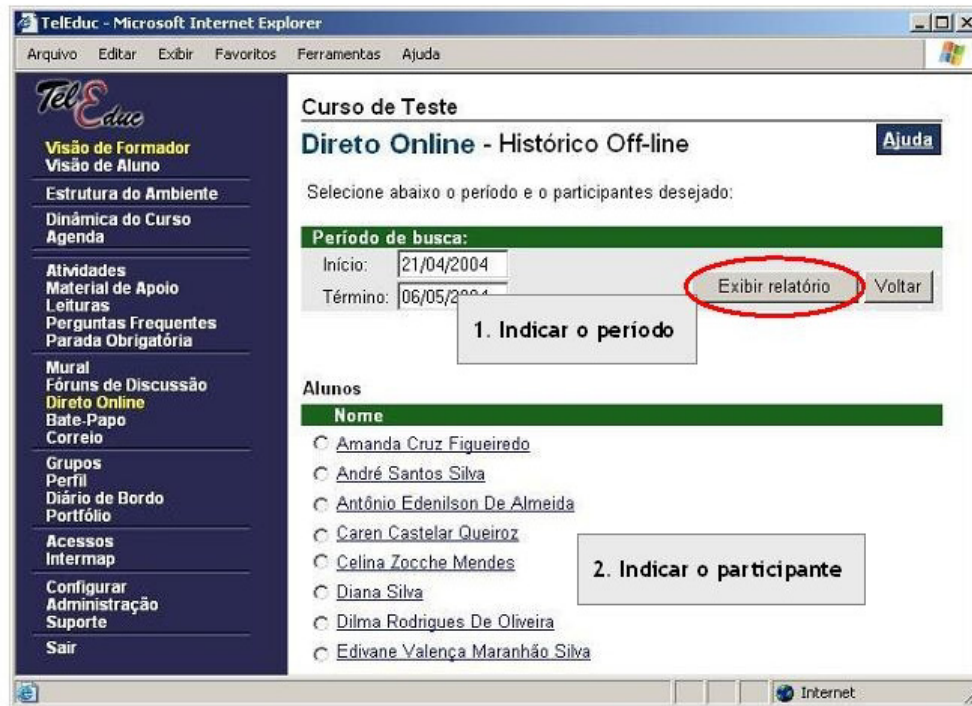 TelEduc - Microsoft Internet Explorer
Arquivo Editar Exibir Favoritos Ferramentas Ajuda
TelEduc
Visão de Formador
Visão de Aluno
Estrutura do Ambiente
Dinâmica do Curso
Agenda
Atividades
Material de Apoio
Leituras
Perguntas Frequentes
Parada Obrigatória
Mural
Fóruns de Discussão
Direto Online
Bate-Papo
Correio
Grupos
Perfil
Diário de Bordo
Portfólio
Acessos
Intermap
Configurar
Administração
Suporte
Sair
Curso de Teste
Direto Online - Histórico Off-line
Ajuda
Selecione abaixo o período e o participantes desejado:
Período de busca:
Início: 21/04/2004
Término: 06/05/2004
Exibir relatório Voltar
1. Indicar o período
Alunos
Nome
Amanda Cruz Figueiredo
André Santos Silva
Antônio Edenilson De Almeida
Caren Castelar Queiroz
Celina Zocche Mendes
Diana Silva
Dilma Rodrigues De Oliveira
Edivane Valença Maranhão Silva
2. Indicar o participante
Internet